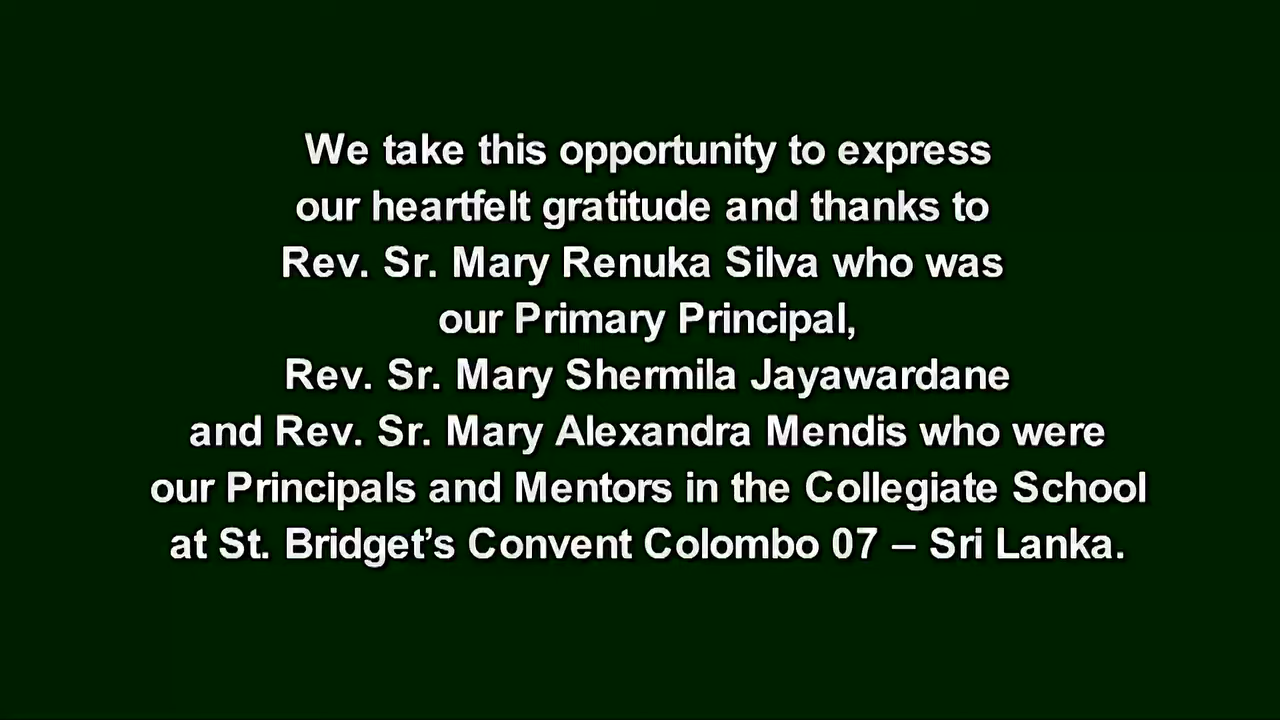 We take this opportunity to express
our heartfelt gratitude and thanks to
Rev. Sr. Mary Renuka Silva who was
our Primary Principal,
Rev. Sr. Mary Shermila Jayawardane
and Rev. Sr. Mary Alexandra Mendis who were
our Principals and Mentors in the Collegiate School
at St. Bridget’s Convent Colombo 07 – Sri Lanka.